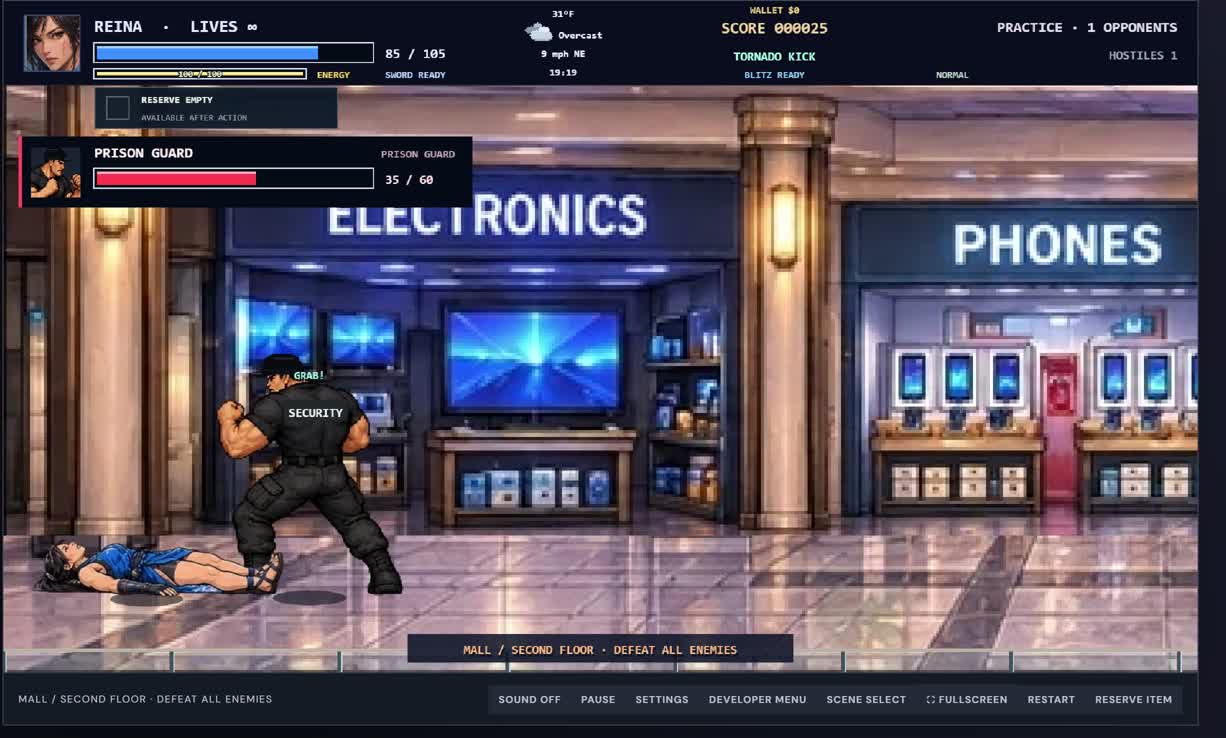 REINA · LIVES ∞
85 / 105
100 / 100 ENERGY SWORD READY
31°F
Overcast
9 mph NE
19:19
WALLET $0
SCORE 000025
TORNADO KICK
BLITZ READY
NORMAL
PRACTICE · 1 OPPONENTS
HOSTILES 1
RESERVE EMPTY
AVAILABLE AFTER ACTION
PRISON GUARD PRISON GUARD
35 / 60
ELECTRONICS
PHONES
GRAB!
SECURITY
MALL / SECOND FLOOR · DEFEAT ALL ENEMIES
MALL / SECOND FLOOR · DEFEAT ALL ENEMIES
SOUND OFF PAUSE SETTINGS DEVELOPER MENU SCENE SELECT ⛶ FULLSCREEN RESTART RESERVE ITEM